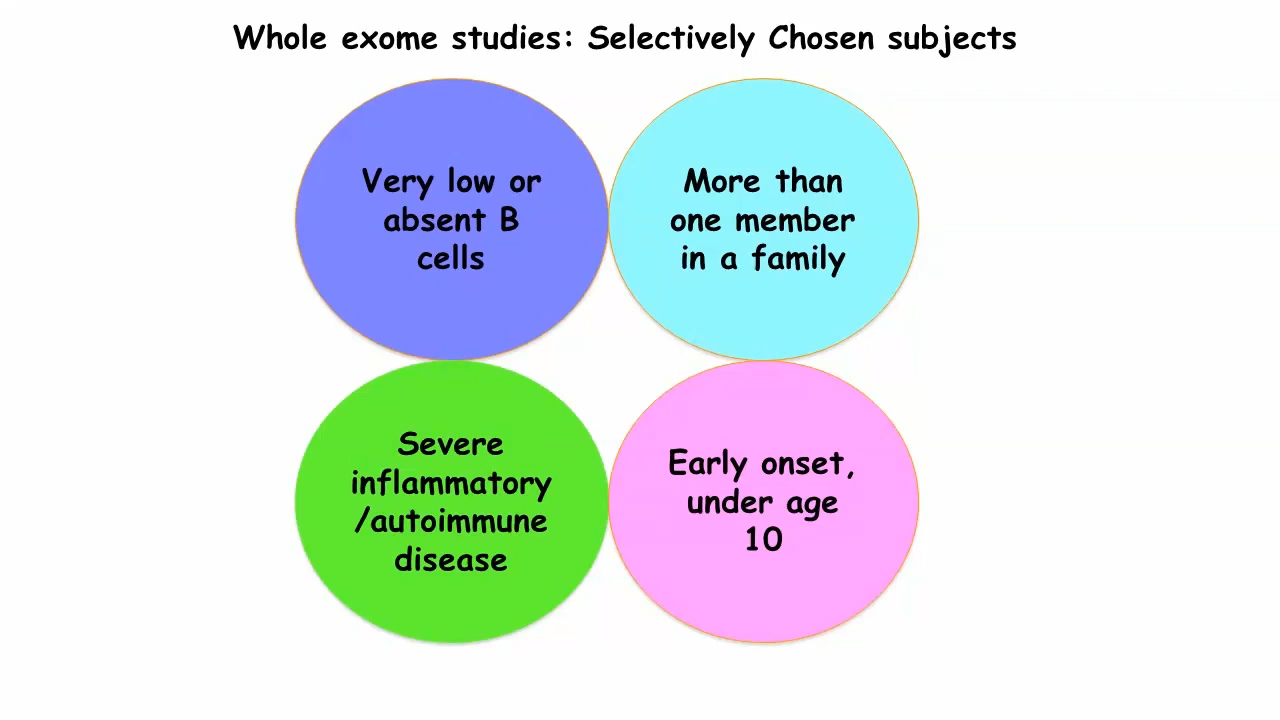 Whole exome studies: Selectively Chosen subjects
Very low or
absent B
cells
More than
one member
in a family
Severe
inflammatory
/autoimmune
disease
Early onset,
under age
10